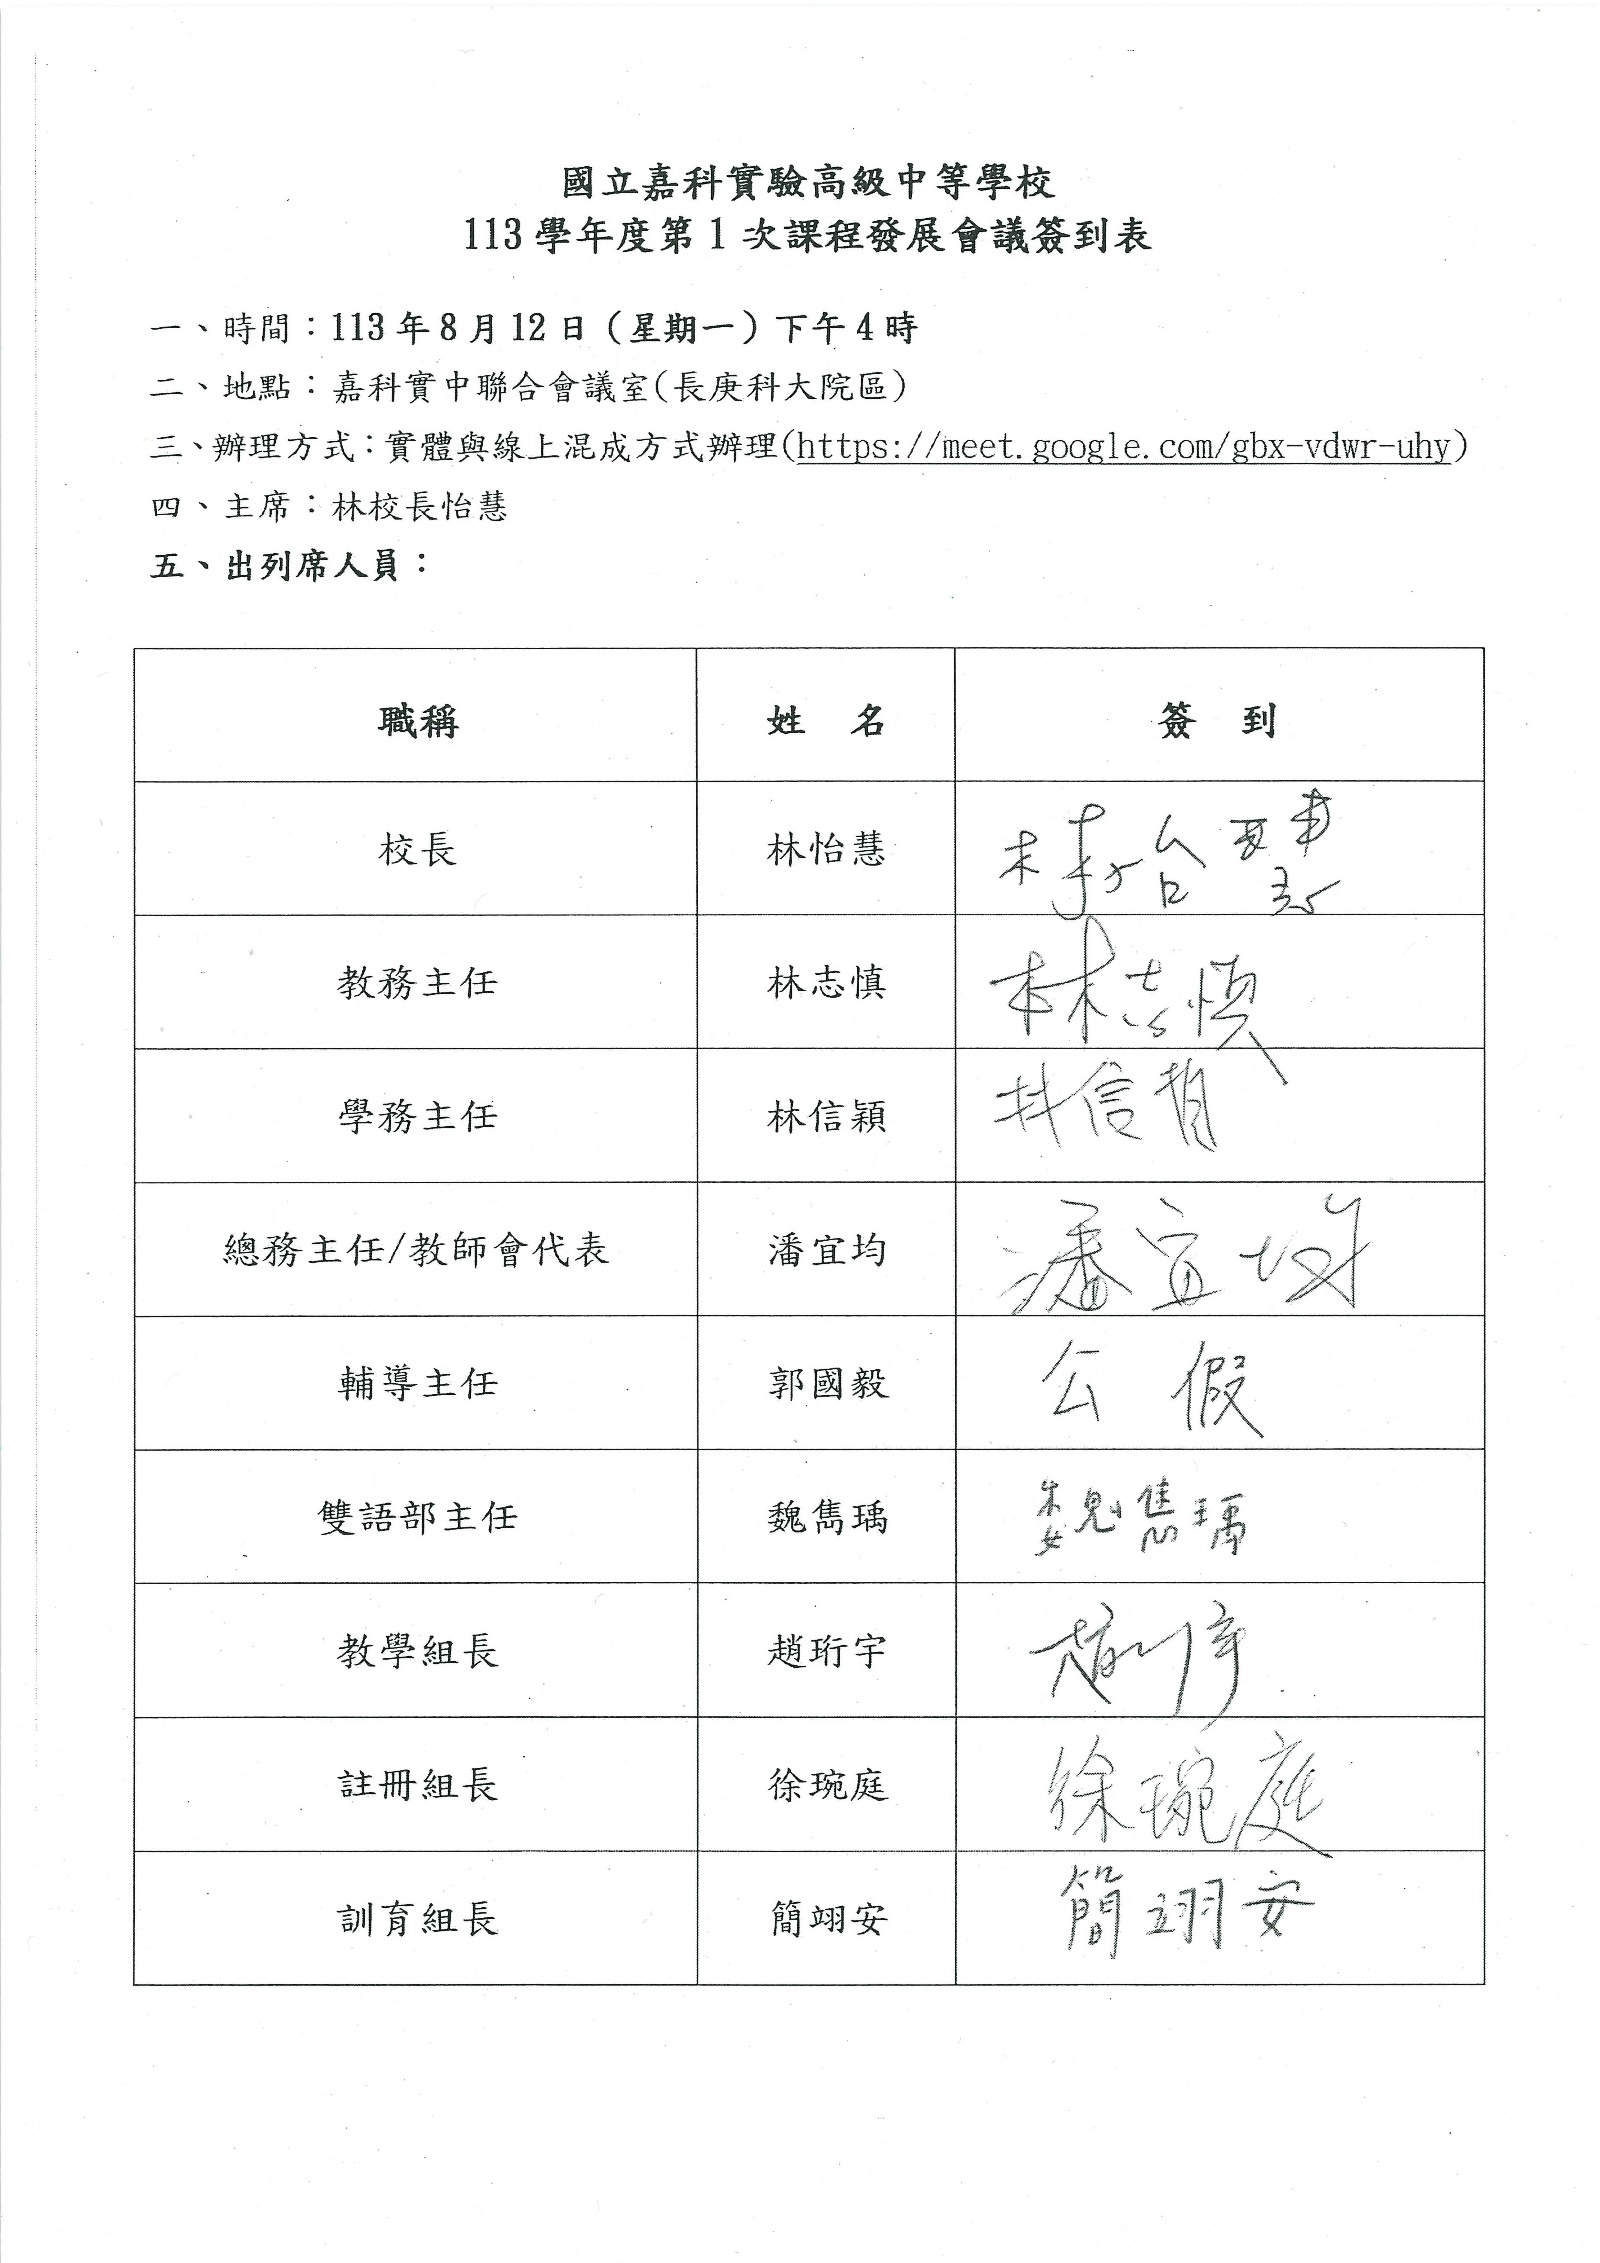 國立嘉科實驗高級中等學校
113 學年度第 1 次課程發展會議簽到表
一、時間：113 年 8 月 12 日（星期一）下午 4 時
二、地點：嘉科實中聯合會議室(長庚科大院區)
三、辦理方式：實體與線上混成方式辦理(https://meet.google.com/gbx-vdwr-uhy)
四、主席：林校長怡慧
五、出列席人員：
職稱 姓 名 簽 到
校長 林怡慧 林怡慧
教務主任 林志慎 林志慎
學務主任 林信穎 林信
總務主任/教師會代表 潘宜均 潘宜均
輔導主任 郭國毅 公 假
雙語部主任 魏雋瑀 魏雋瑀
教學組長 趙珩宇 趙珩宇
註冊組長 徐琬庭 徐琬庭
訓育組長 簡翊安 簡翊安